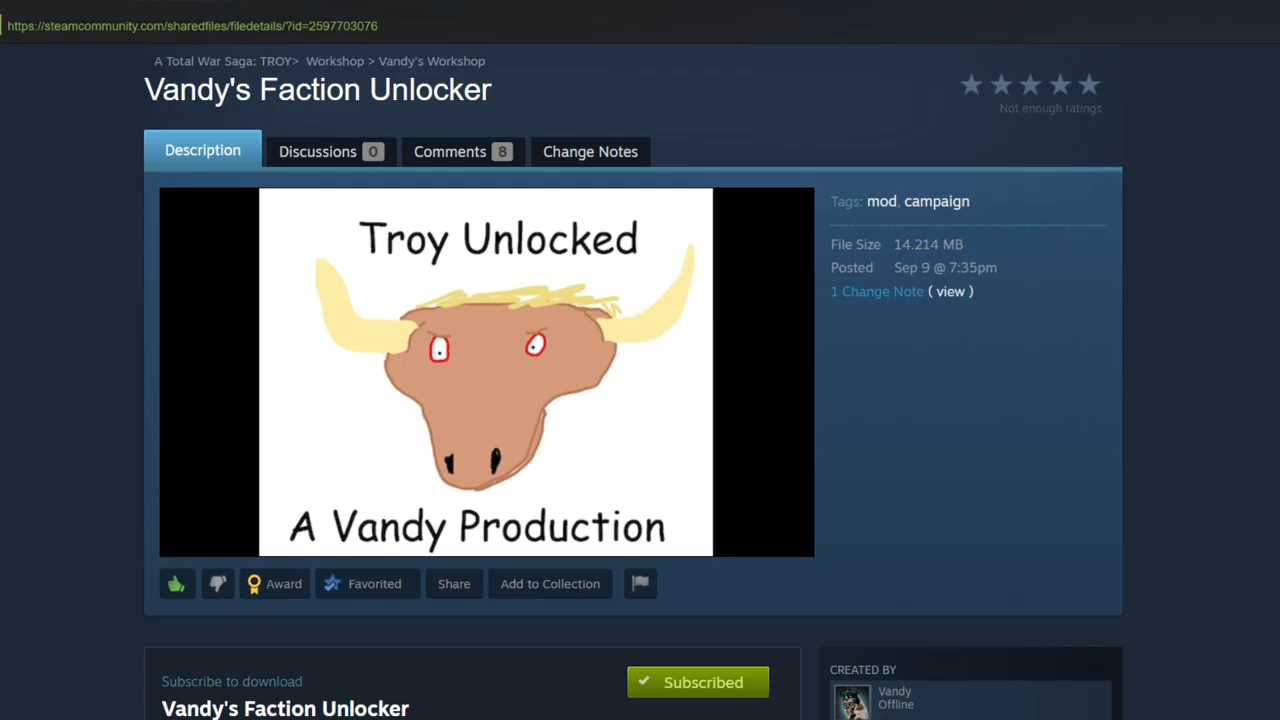 https://steamcommunity.com/sharedfiles/filedetails/?id=2597703076
A Total War Saga: TROY> Workshop > Vandy's Workshop
Vandy's Faction Unlocker
Not enough ratings
Description
Discussions 0
Comments 8
Change Notes
Troy Unlocked
A Vandy Production
Tags: mod, campaign
File Size 14.214 MB
Posted Sep 9 @ 7:35pm
1 Change Note ( view )
Award
Favorited
Share
Add to Collection
Subscribe to download
Vandy's Faction Unlocker
Subscribed
CREATED BY
Vandy
Offline